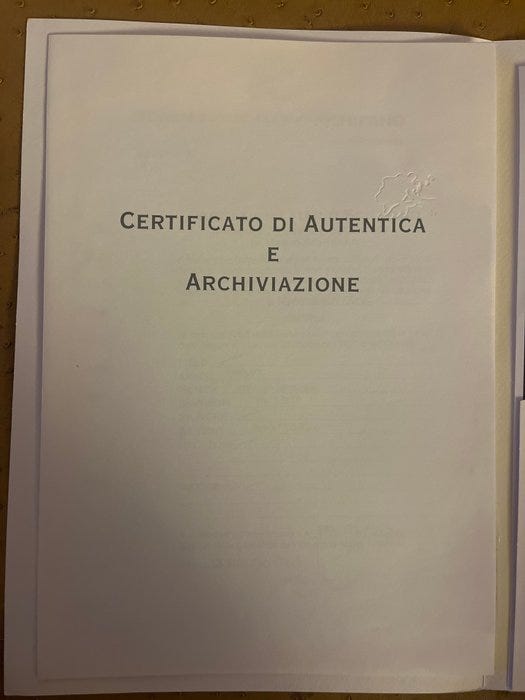 Certificato di Autentica
e
Archiviazione